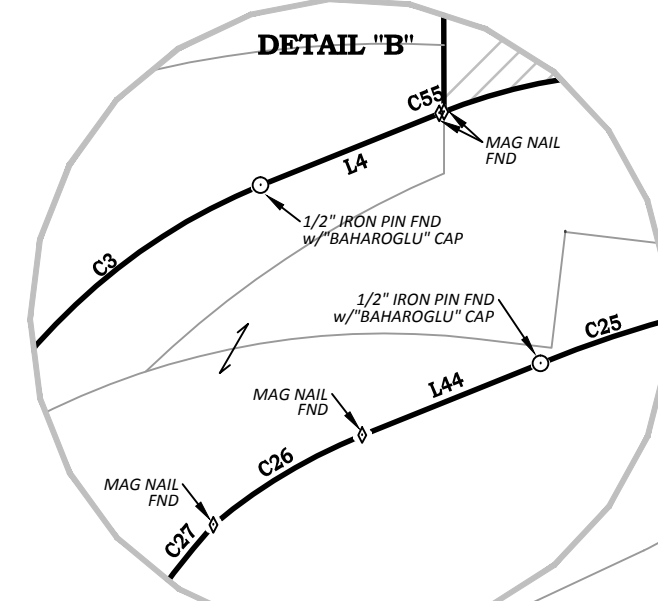 DETAIL "B"
C55
MAG NAIL
FND
L4
1/2" IRON PIN FND
w/"BAHAROGLU" CAP
C3
1/2" IRON PIN FND
w/"BAHAROGLU" CAP
C25
L44
MAG NAIL
FND
C26
MAG NAIL
FND
C27